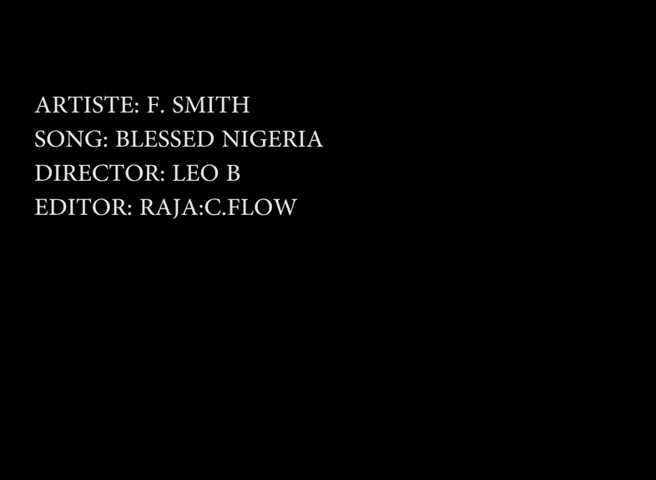 ARTISTE: F. SMITH
SONG: BLESSED NIGERIA
DIRECTOR: LEO B
EDITOR: RAJA:C.FLOW